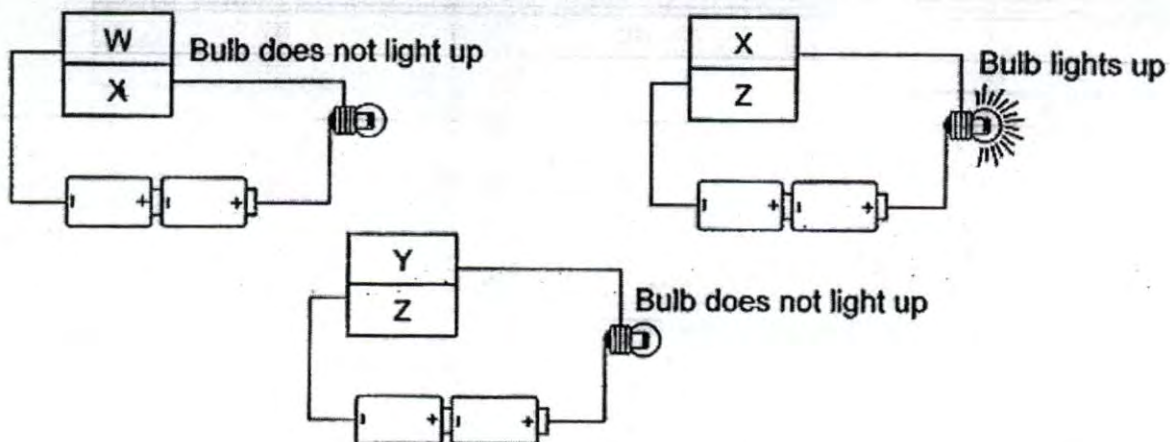 W
X
Bulb does not light up
- + - +
X
Z
Bulb lights up
- + - +
Y
Z
Bulb does not light up
- + - +